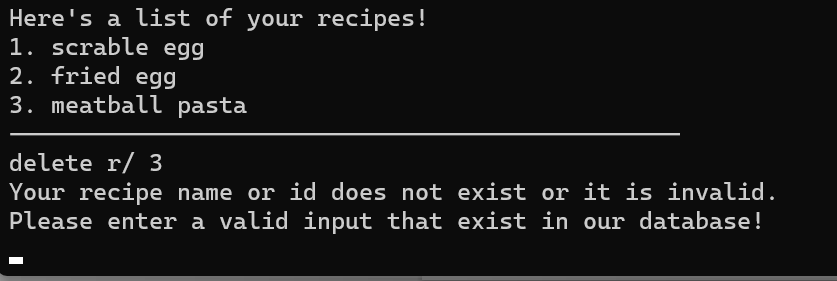 Here's a list of your recipes!
1. scrable egg
2. fried egg
3. meatball pasta
delete r/ 3
Your recipe name or id does not exist or it is invalid.
Please enter a valid input that exist in our database!